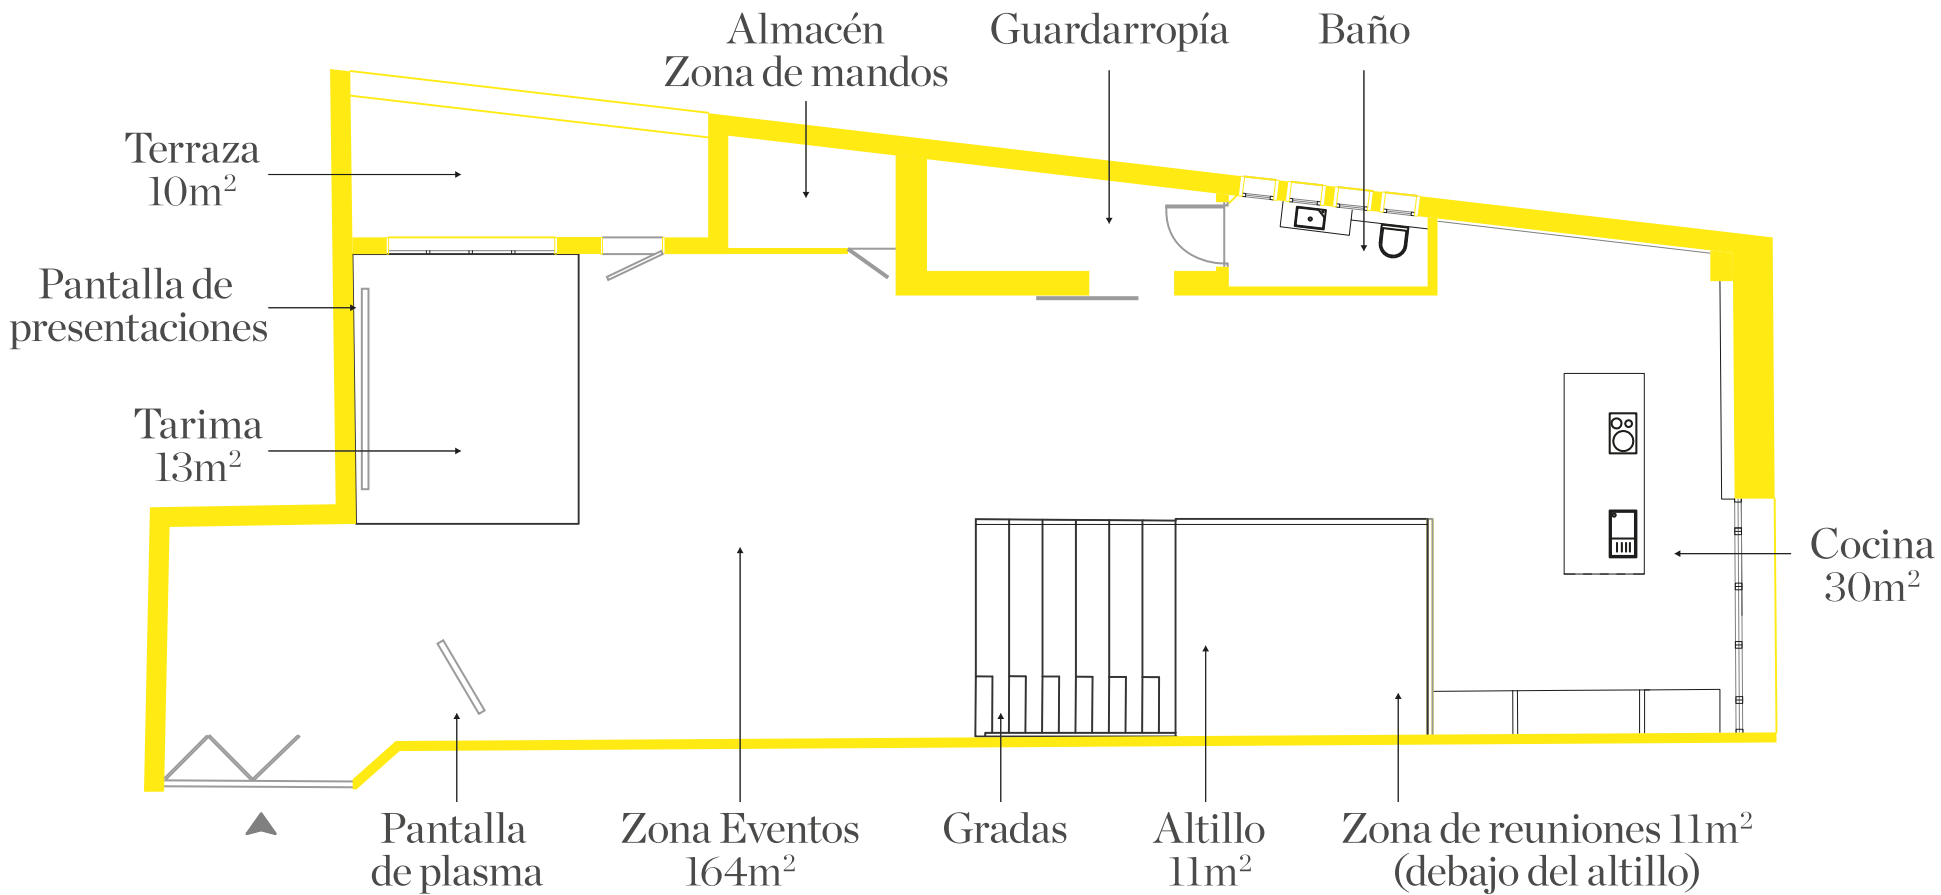 Almacén
Zona de mandos
Guardarropía
Baño
Terraza
10m²
Pantalla de
presentaciones
Tarima
13m²
Cocina
30m²
Pantalla
de plasma
Zona Eventos
164m²
Gradas
Altillo
11m²
Zona de reuniones 11m²
(debajo del altillo)